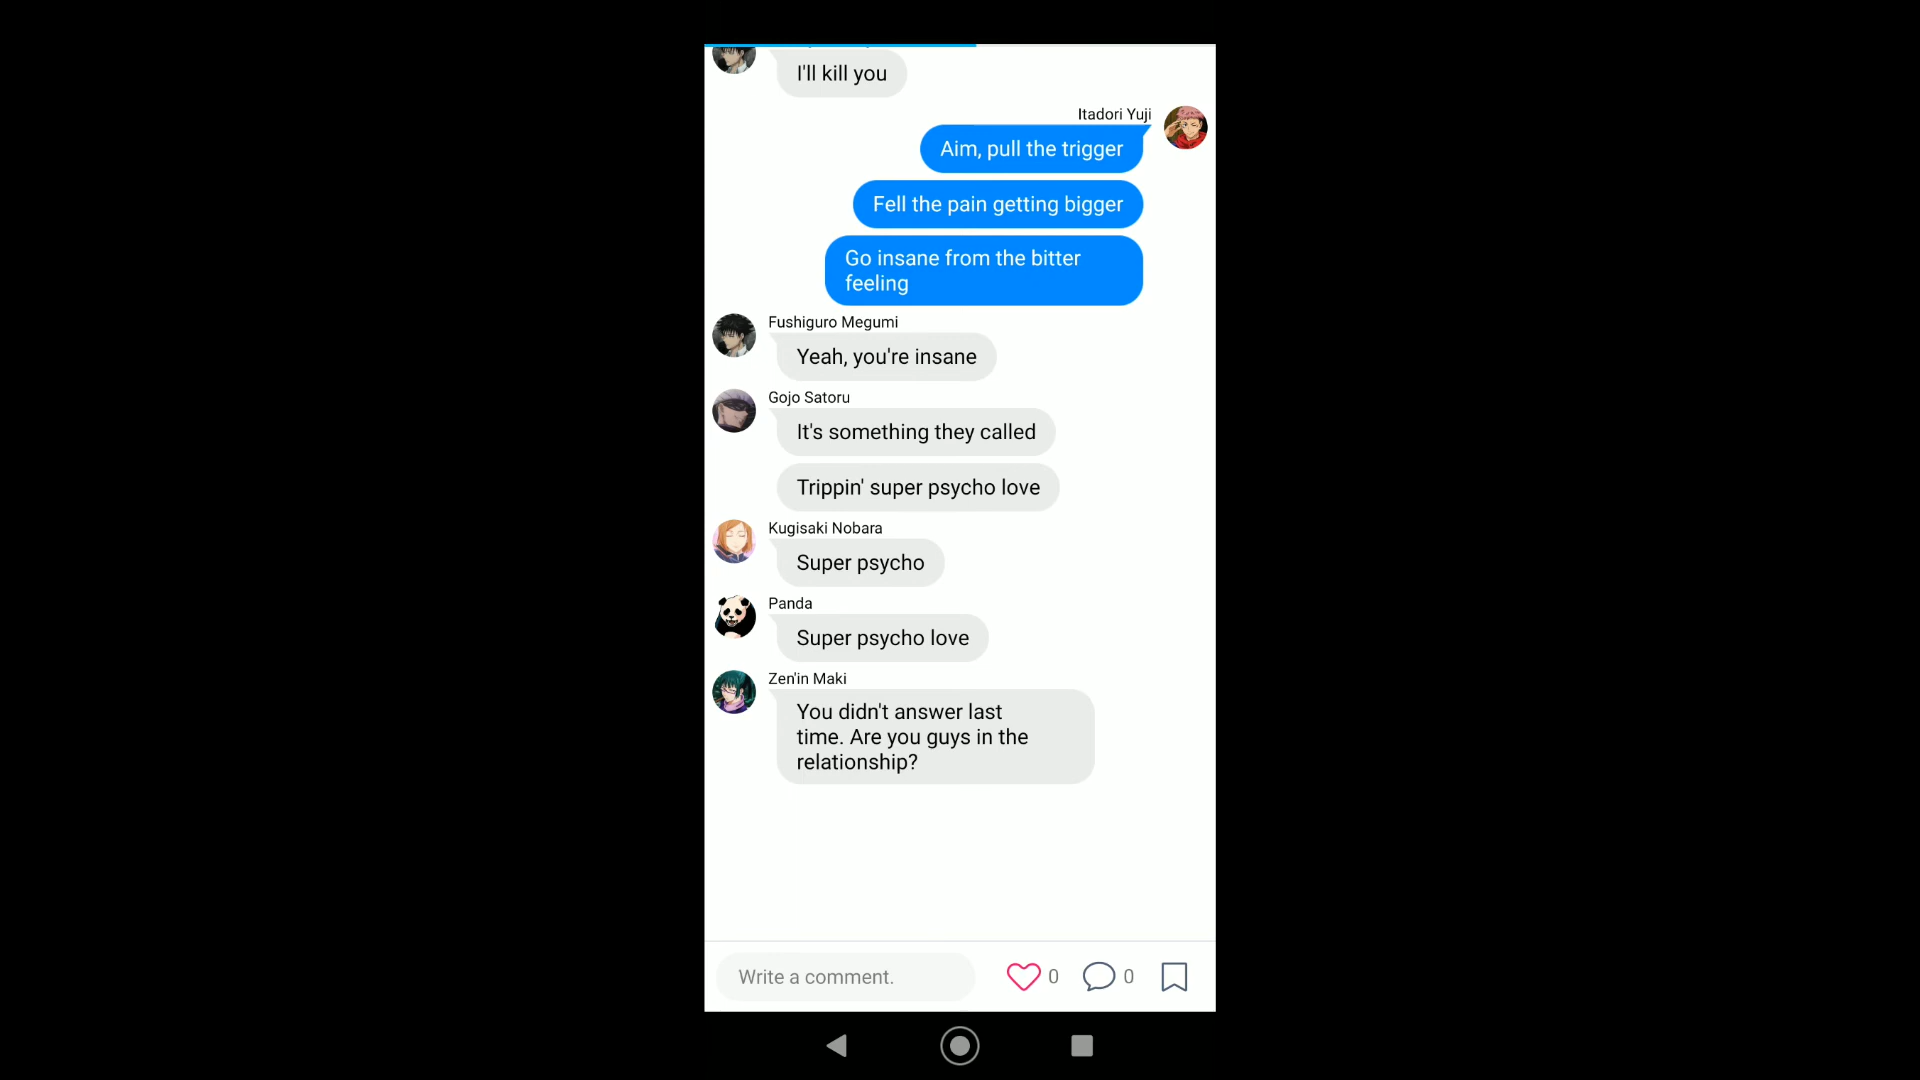 I'll kill you
Itadori Yuji
Aim, pull the trigger
Fell the pain getting bigger
Go insane from the bitter
feeling
Fushiguro Megumi
Yeah, you're insane
Gojo Satoru
It's something they called
Trippin' super psycho love
Kugisaki Nobara
Super psycho
Panda
Super psycho love
Zen'in Maki
You didn't answer last
time. Are you guys in the
relationship?
Write a comment.
0
0